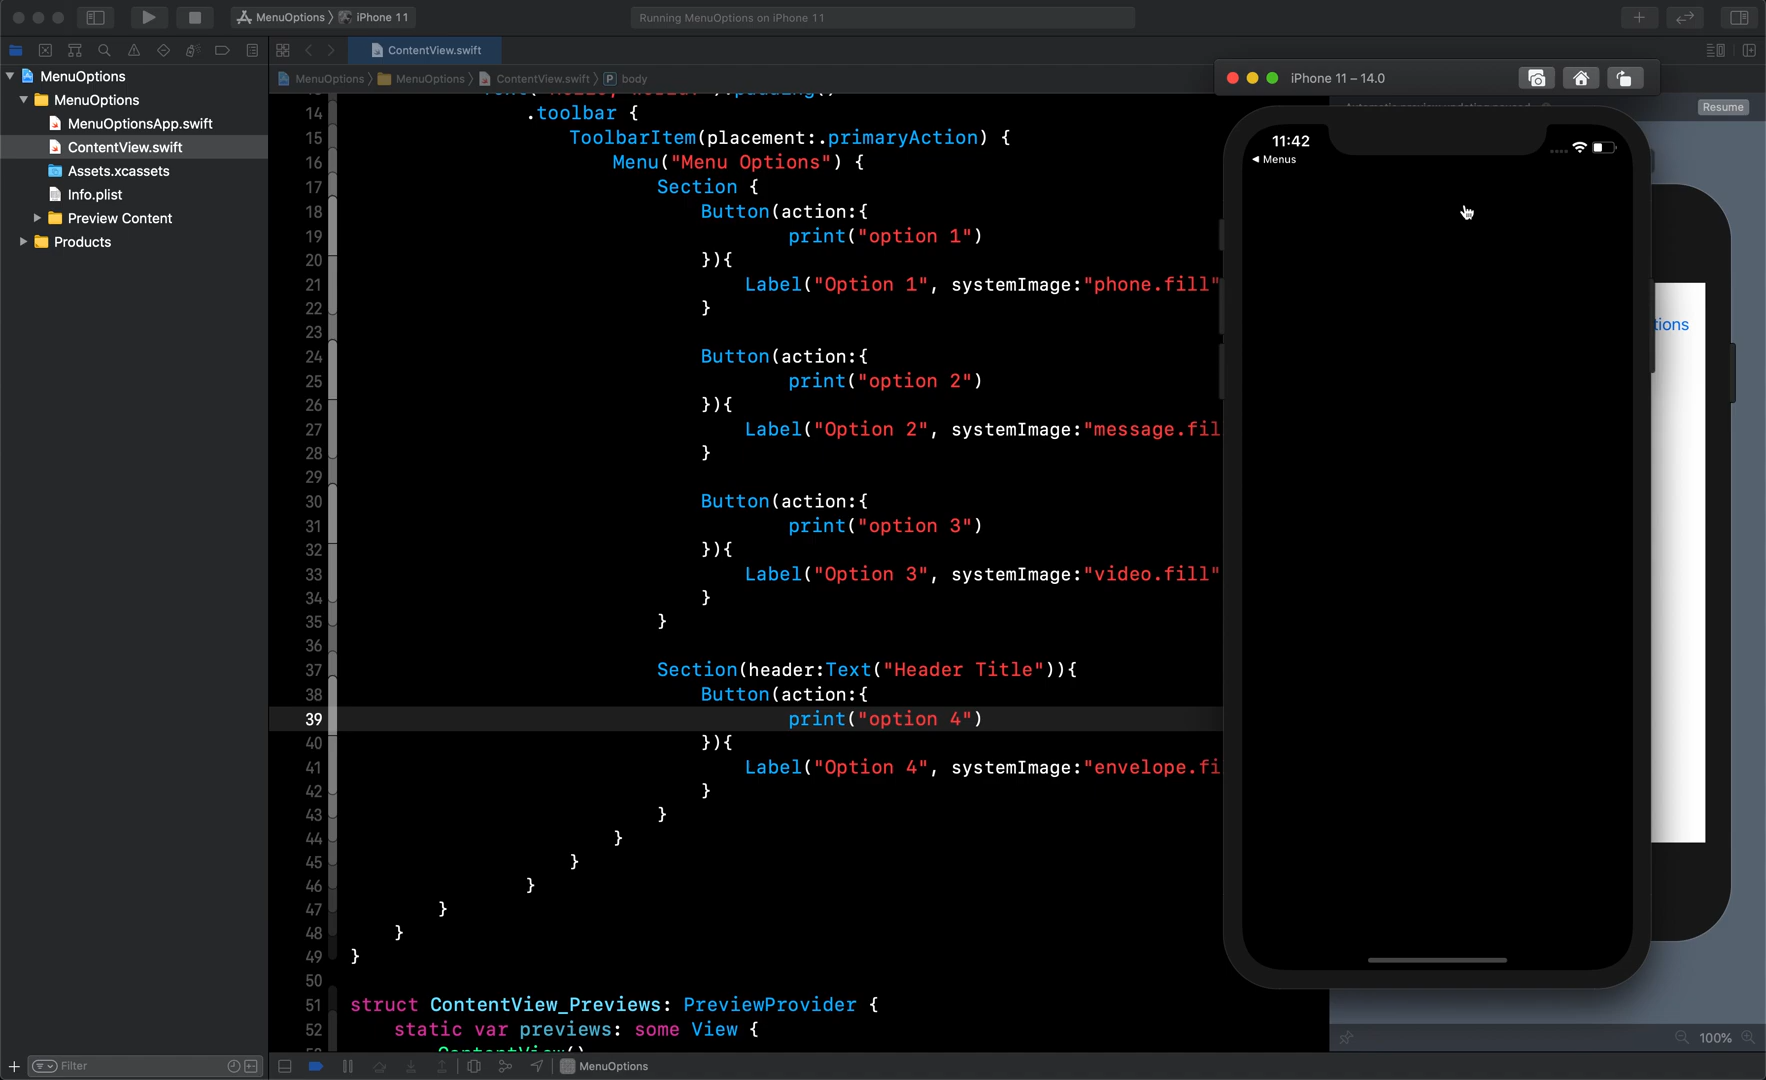 MenuOptions
iPhone 11
Running MenuOptions on iPhone 11
ContentView.swift
MenuOptions
MenuOptions
ContentView.swift
P
body
iPhone 11 – 14.0
Resume
MenuOptions
MenuOptions
MenuOptionsApp.swift
ContentView.swift
Assets.xcassets
Info.plist
Preview Content
Products
14 .toolbar {
15 ToolbarItem(placement:.primaryAction) {
16 Menu("Menu Options") {
17 Section {
18 Button(action:{
19 print("option 1")
20 }){
21 Label("Option 1", systemImage:"phone.fill"
22 }
23
24 Button(action:{
25 print("option 2")
26 }){
27 Label("Option 2", systemImage:"message.fil
28 }
29
30 Button(action:{
31 print("option 3")
32 }){
33 Label("Option 3", systemImage:"video.fill"
34 }
35 }
36
37 Section(header:Text("Header Title")){
38 Button(action:{
39 print("option 4")
40 }){
41 Label("Option 4", systemImage:"envelope.fi
42 }
43 }
44 }
45 }
46 }
47 }
48 }
49 }
50
51 struct ContentView_Previews: PreviewProvider {
52 static var previews: some View {
11:42
Menus
tions
Filter
MenuOptions
100%